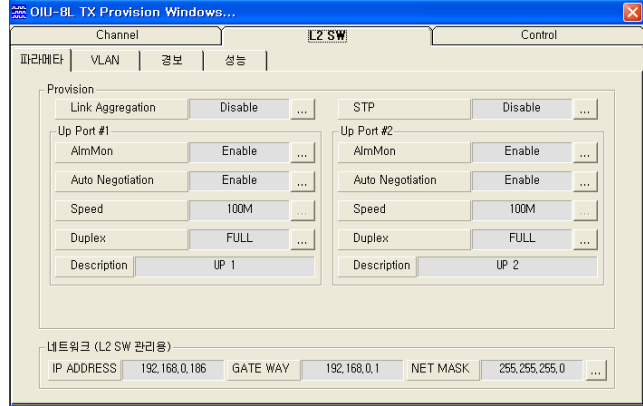 OIU-8L TX Provision Windows...
Channel L2 SW Control
파라메타 VLAN 경보 성능
Provision
Link Aggregation Disable ... STP Disable ...
Up Port #1 Up Port #2
AlmMon Enable ... AlmMon Enable ...
Auto Negotiation Enable ... Auto Negotiation Enable ...
Speed 100M ... Speed 100M ...
Duplex FULL ... Duplex FULL ...
Description UP 1 Description UP 2
네트워크 (L2 SW 관리용)
IP ADDRESS 192,168,0,186 GATE WAY 192,168,0,1 NET MASK 255,255,255,0 ...